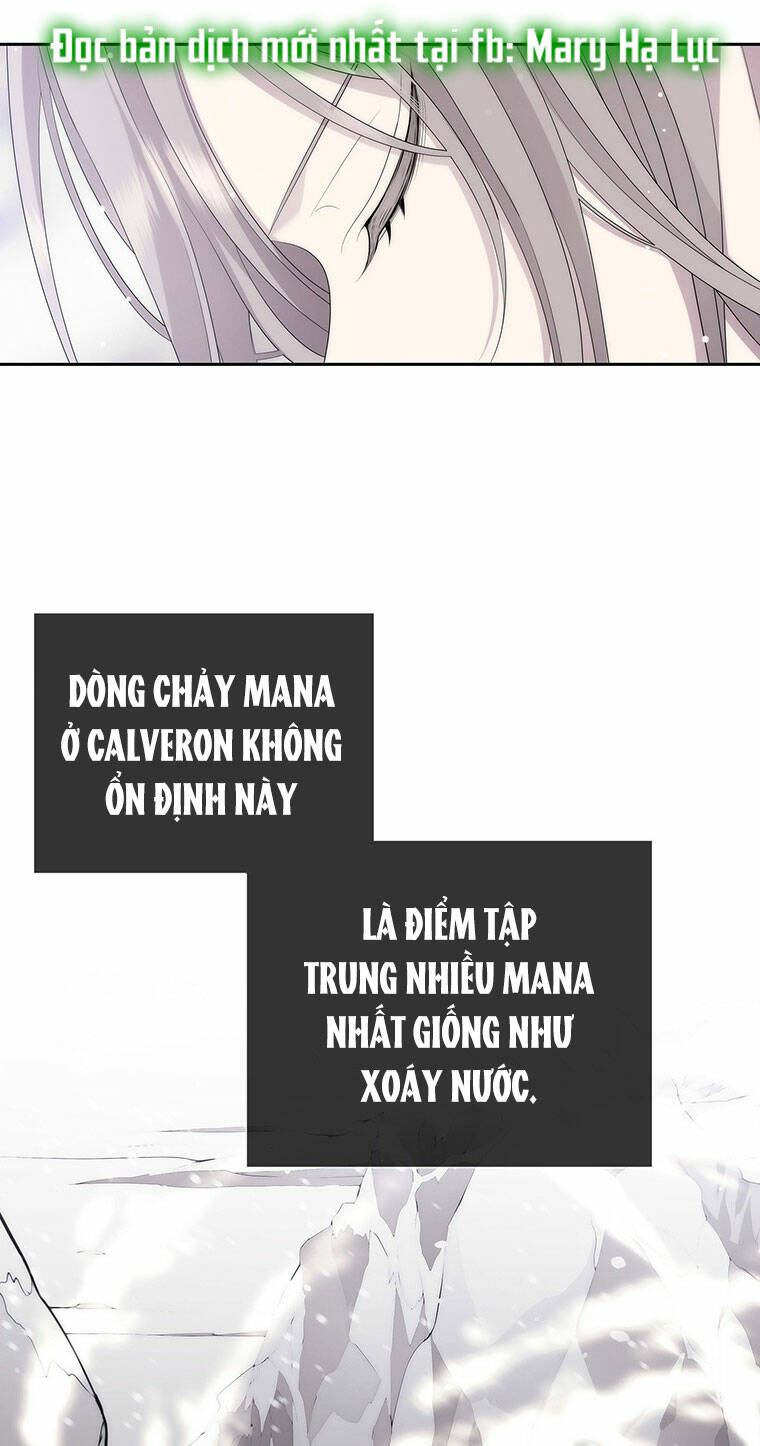 Đọc bản dịch mới nhất tại fb: Mary Hạ Lục
DÒNG CHẢY MANA
Ở CALVERON KHÔNG
ỔN ĐỊNH NÀY
LÀ ĐIỂM TẬP
TRUNG NHIỀU MANA
NHẤT GIỐNG NHƯ
XOÁY NƯỚC.